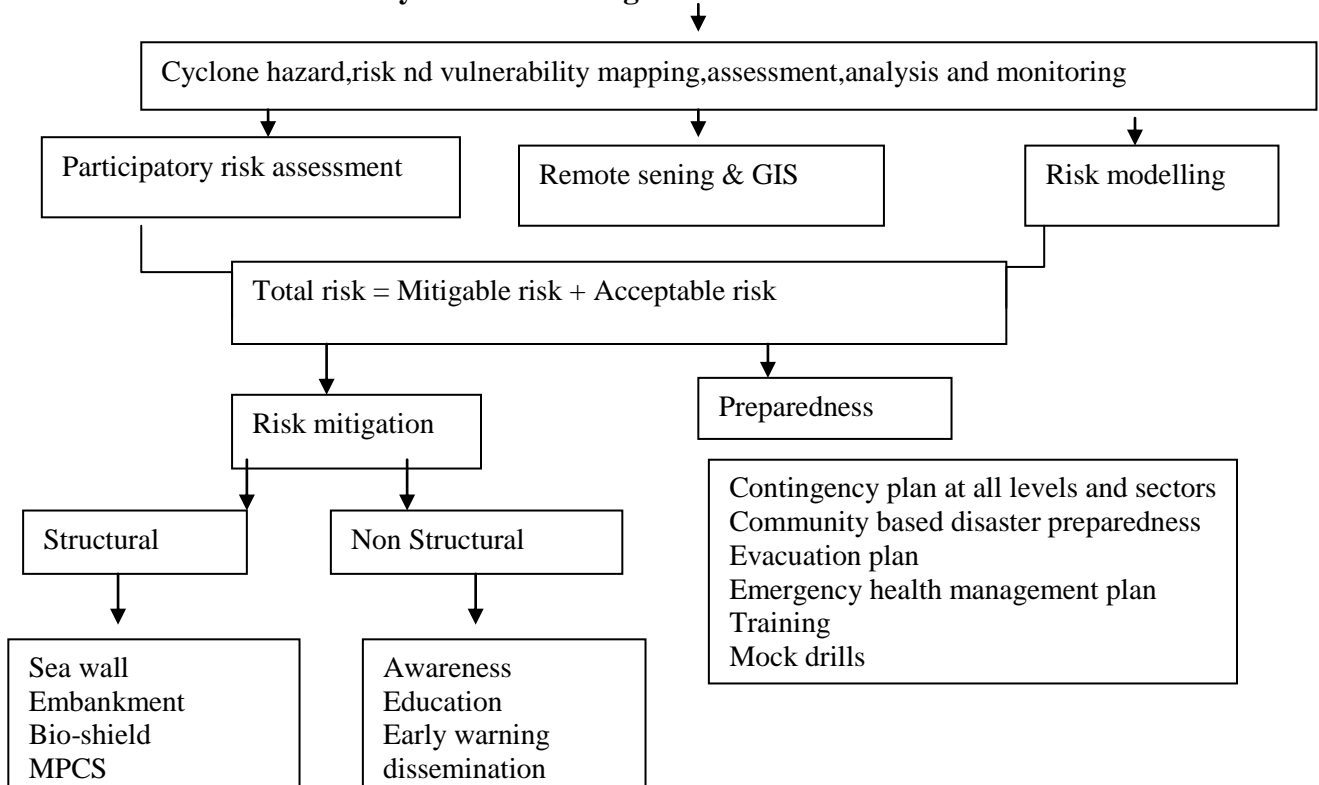 Cyclone hazard,risk nd vulnerability mapping,assessment,analysis and monitoring
Participatory risk assessment
Remote sening & GIS
Risk modelling
Total risk = Mitigable risk + Acceptable risk
Risk mitigation
Preparedness
Structural
Non Structural
Contingency plan at all levels and sectors
Community based disaster preparedness
Evacuation plan
Emergency health management plan
Training
Mock drills
Sea wall
Embankment
Bio-shield
MPCS
Awareness
Education
Early warning
dissemination